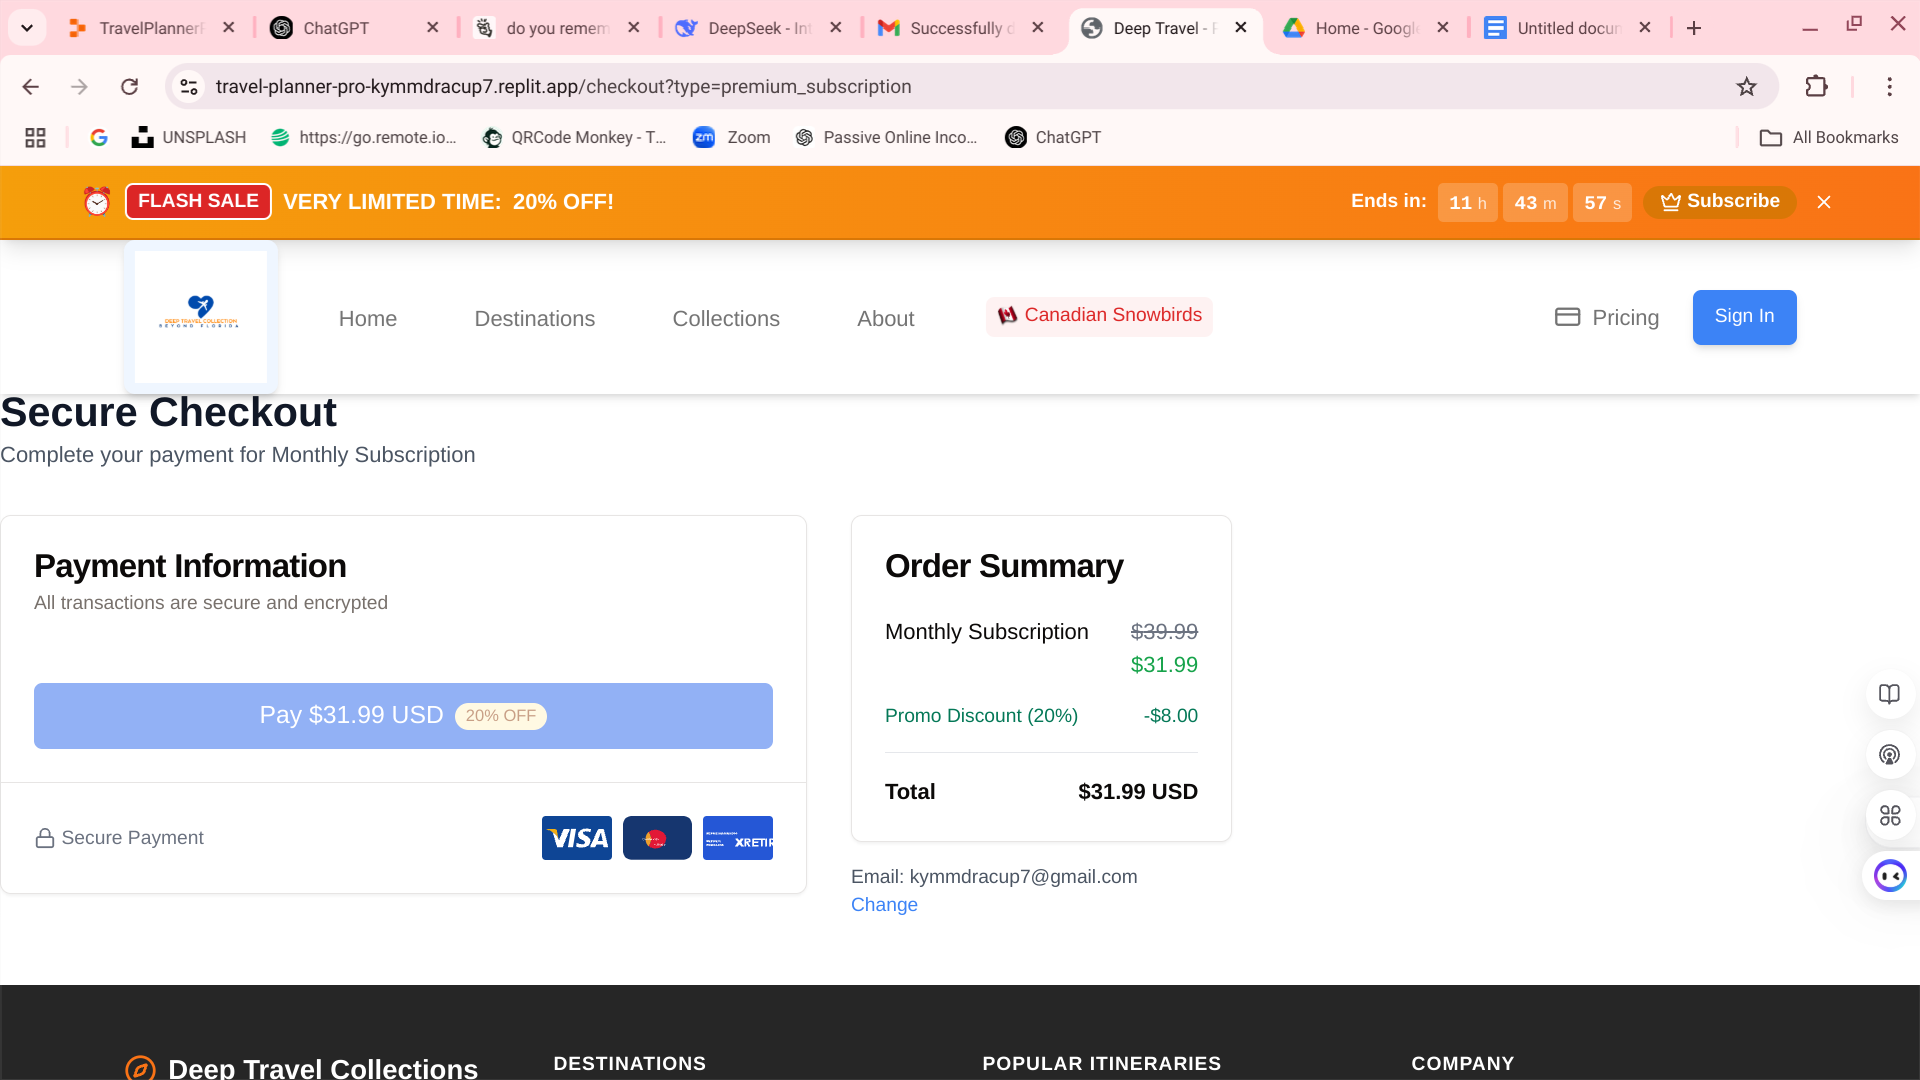 TravelPlannerP
ChatGPT
do you remem
DeepSeek - Int
Successfully d
Deep Travel - P
Home - Google
Untitled docum
travel-planner-pro-kymmdracup7.replit.app/checkout?type=premium_subscription
UNSPLASH
https://go.remote.io...
QRCode Monkey - T...
zm Zoom
Passive Online Inco...
ChatGPT
All Bookmarks
FLASH SALE VERY LIMITED TIME: 20% OFF!
Ends in: 11 h 43 m 57 s Subscribe
DEEP TRAVEL COLLECTION
BEYOND FLORIDA
Home
Destinations
Collections
About
Canadian Snowbirds
Pricing
Sign In
Secure Checkout
Complete your payment for Monthly Subscription
Payment Information
All transactions are secure and encrypted
Pay $31.99 USD 20% OFF
Secure Payment
VISA
Order Summary
Monthly Subscription $39.99
$31.99
Promo Discount (20%) -$8.00
Total $31.99 USD
Email: kymmdracup7@gmail.com
Change
Deep Travel Collections
DESTINATIONS
POPULAR ITINERARIES
COMPANY